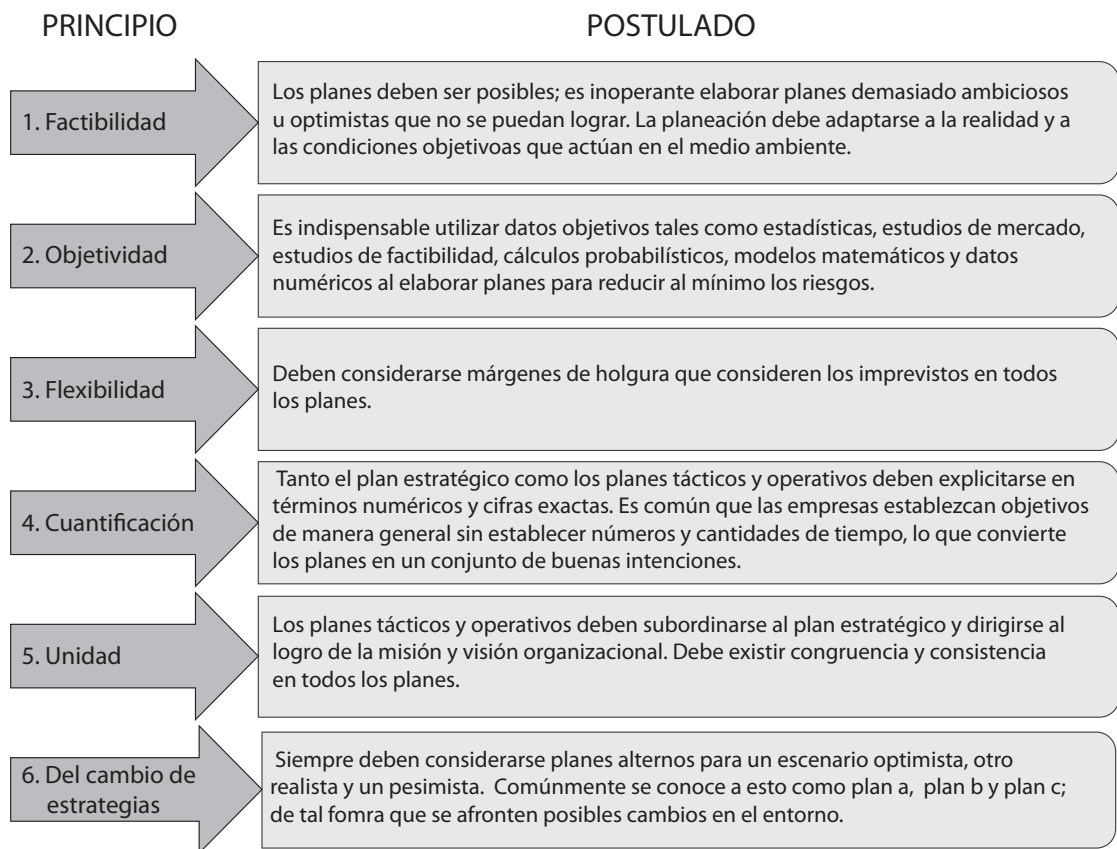 PRINCIPIO
POSTULADO
1. Factibilidad
Los planes deben ser posibles; es inoperante elaborar planes demasiado ambiciosos
u optimistas que no se puedan lograr. La planeación debe adaptarse a la realidad y a
las condiciones objetivoas que actúan en el medio ambiente.
2. Objetividad
Es indispensable utilizar datos objetivos tales como estadísticas, estudios de mercado,
estudios de factibilidad, cálculos probabilísticos, modelos matemáticos y datos
numéricos al elaborar planes para reducir al mínimo los riesgos.
3. Flexibilidad
Deben considerarse márgenes de holgura que consideren los imprevistos en todos
los planes.
4. Cuantificación
Tanto el plan estratégico como los planes tácticos y operativos deben explicitarse en
términos numéricos y cifras exactas. Es común que las empresas establezcan objetivos
de manera general sin establecer números y cantidades de tiempo, lo que convierte
los planes en un conjunto de buenas intenciones.
5. Unidad
Los planes tácticos y operativos deben subordinarse al plan estratégico y dirigirse al
logro de la misión y visión organizacional. Debe existir congruencia y consistencia
en todos los planes.
6. Del cambio de
estrategias
Siempre deben considerarse planes alternos para un escenario optimista, otro
realista y un pesimista. Comúnmente se conoce a esto como plan a, plan b y plan c;
de tal fomra que se afronten posibles cambios en el entorno.